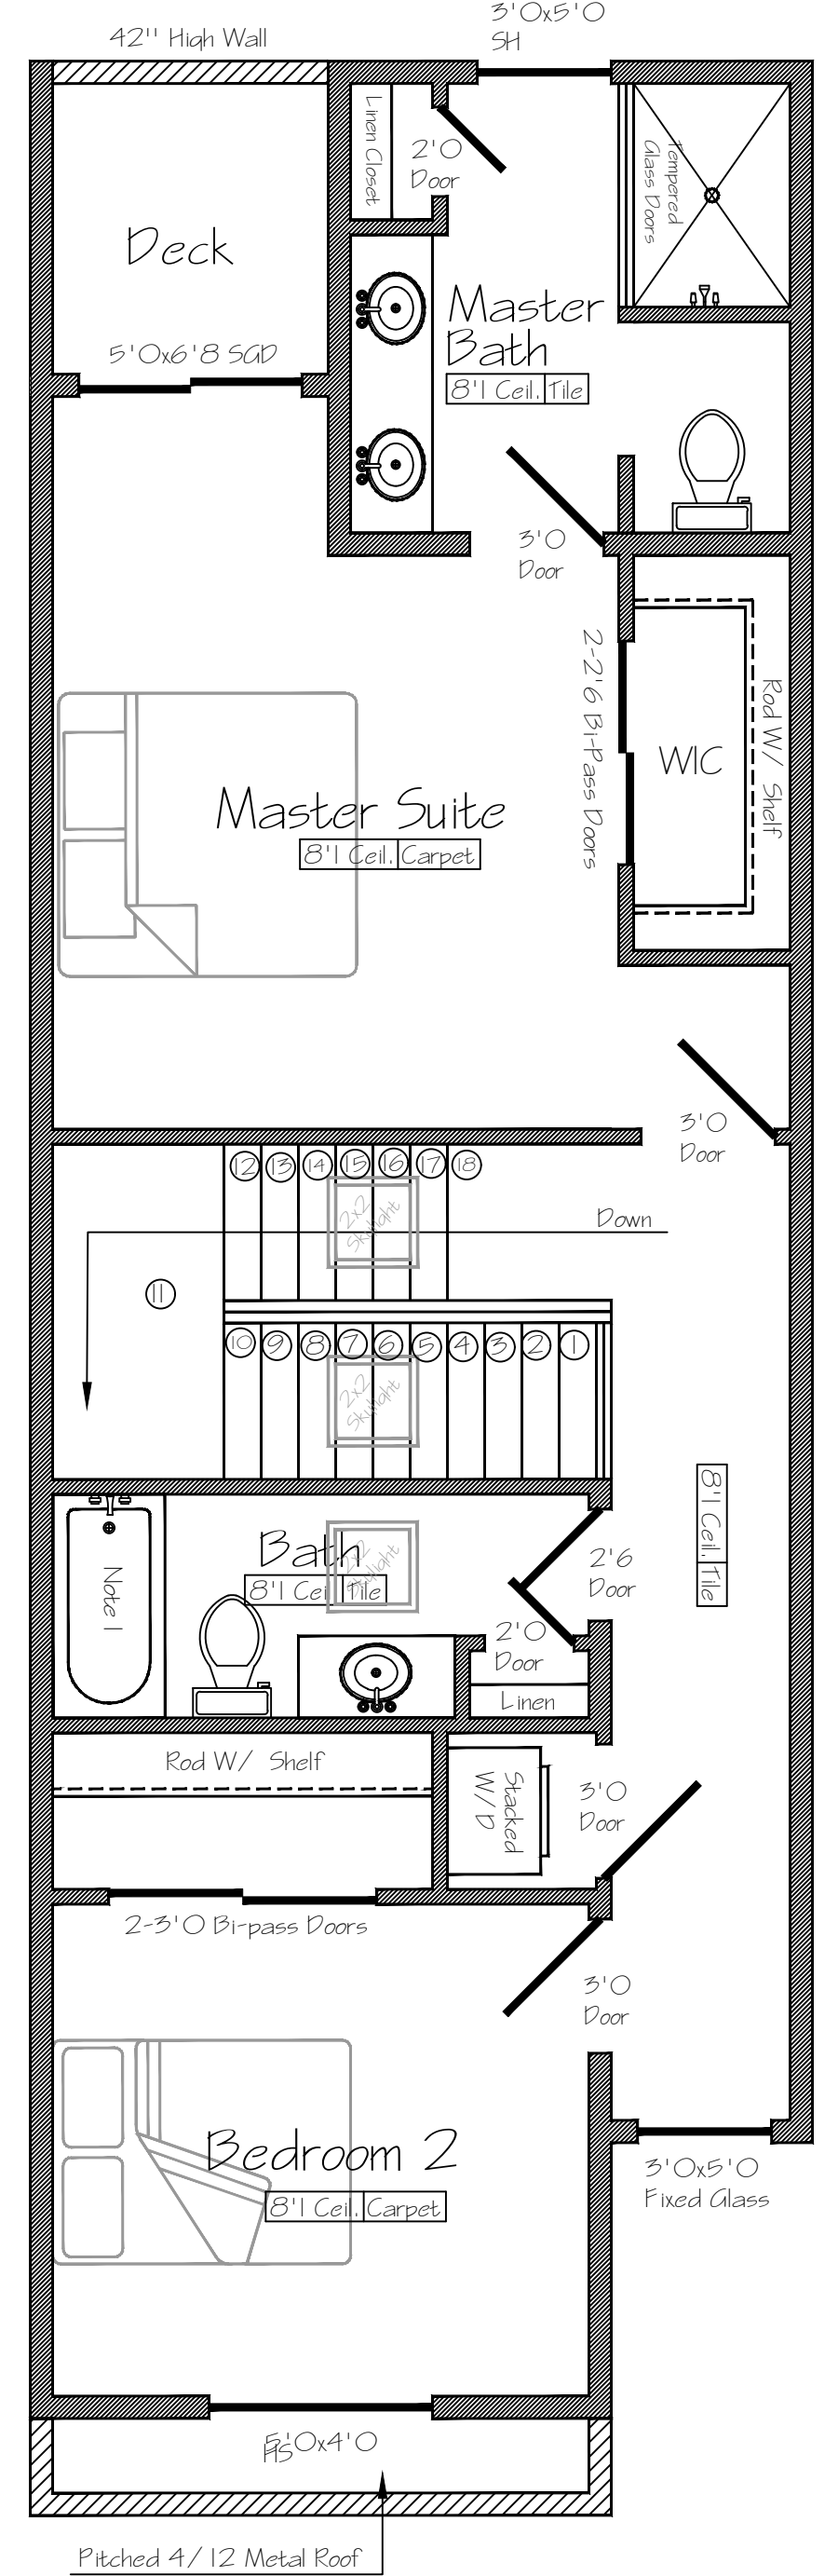 3'0x5'0
SH
42" High Wall
Linen Closet
2'0
Door
Tempered
Glass Doors
Deck
Master
Bath
8'1 Ceil. Tile
5'0x6'8 SGD
3'0
Door
2-2'6 Bi-Pass Doors
WIC
Rod W/ Shelf
Master Suite
8'1 Ceil. Carpet
3'0
Door
12 13 14 15 16 17 18
2x2
Skylight
Down
11
10 9 8 7 6 5 4 3 2 1
2x2
Skylight
8'1 Ceil. Tile
Bath
2x2
Skylight
8'1 Ceil. Tile
Note 1
2'6
Door
2'0
Door
Linen
Rod W/ Shelf
Stacked
W/D
3'0
Door
2-3'0 Bi-pass Doors
3'0
Door
Bedroom 2
8'1 Ceil. Carpet
3'0x5'0
Fixed Glass
5'0x4'0
HS
Pitched 4/12 Metal Roof